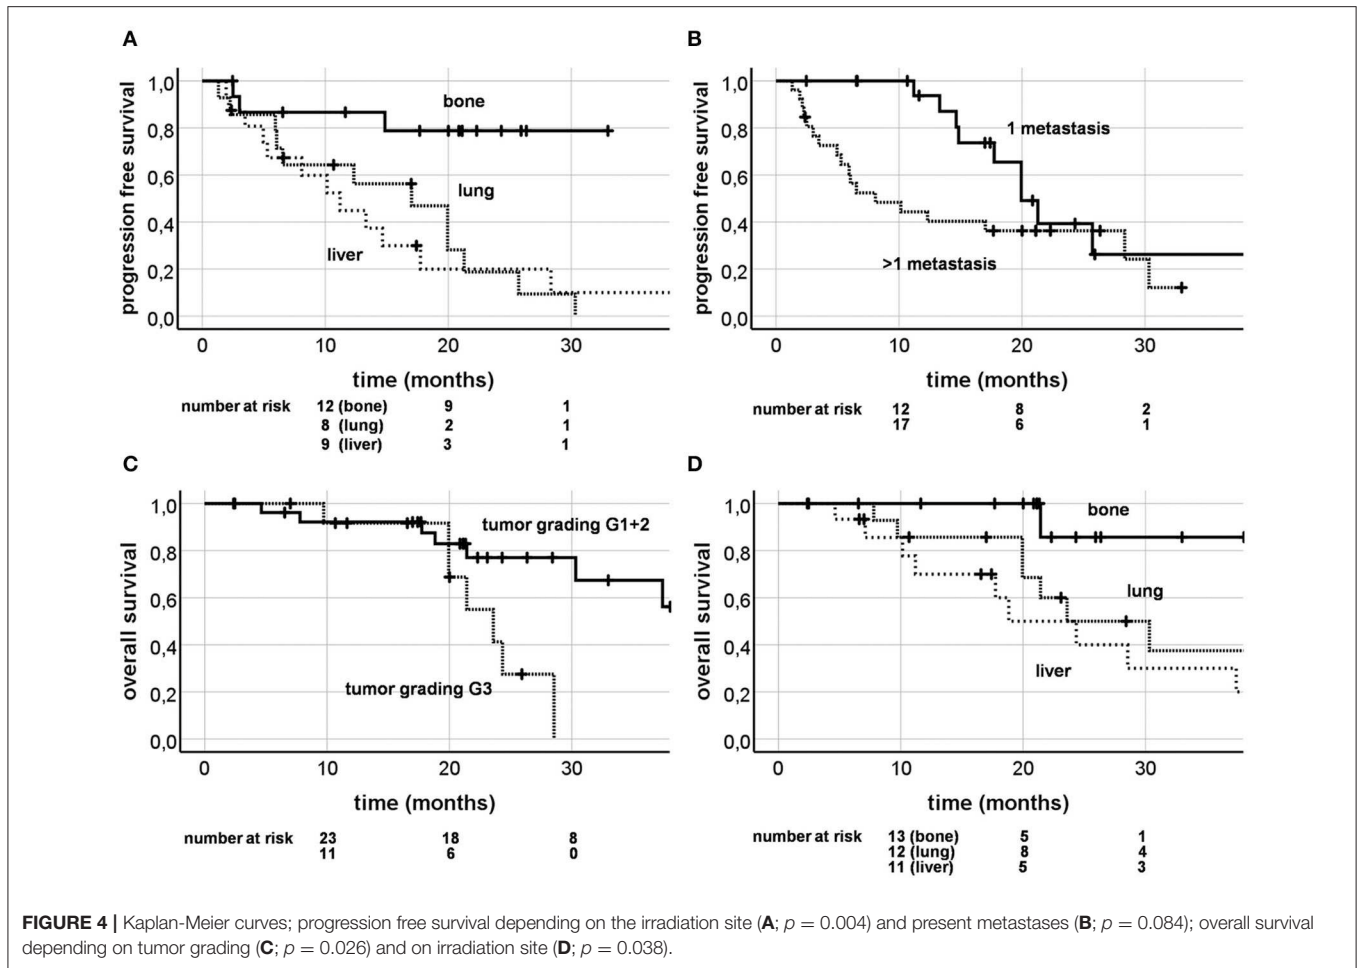 A
progression free survival
1,0
0,8
0,6
0,4
0,2
0,0
bone
lung
liver
0 10 20 30
time (months)
number at risk 12 (bone) 9 1
8 (lung) 2 1
9 (liver) 3 1
B
progression free survival
1,0
0,8
0,6
0,4
0,2
0,0
1 metastasis
>1 metastasis
0 10 20 30
time (months)
number at risk 12 8 2
17 6 1
C
overall survival
1,0
0,8
0,6
0,4
0,2
0,0
tumor grading G1+2
tumor grading G3
0 10 20 30
time (months)
number at risk 23 18 8
11 6 0
D
overall survival
1,0
0,8
0,6
0,4
0,2
0,0
bone
lung
liver
0 10 20 30
time (months)
number at risk 13 (bone) 5 1
12 (lung) 8 4
11 (liver) 5 3
FIGURE 4 | Kaplan-Meier curves; progression free survival depending on the irradiation site (A; p = 0.004) and present metastases (B; p = 0.084); overall survival
depending on tumor grading (C; p = 0.026) and on irradiation site (D; p = 0.038).